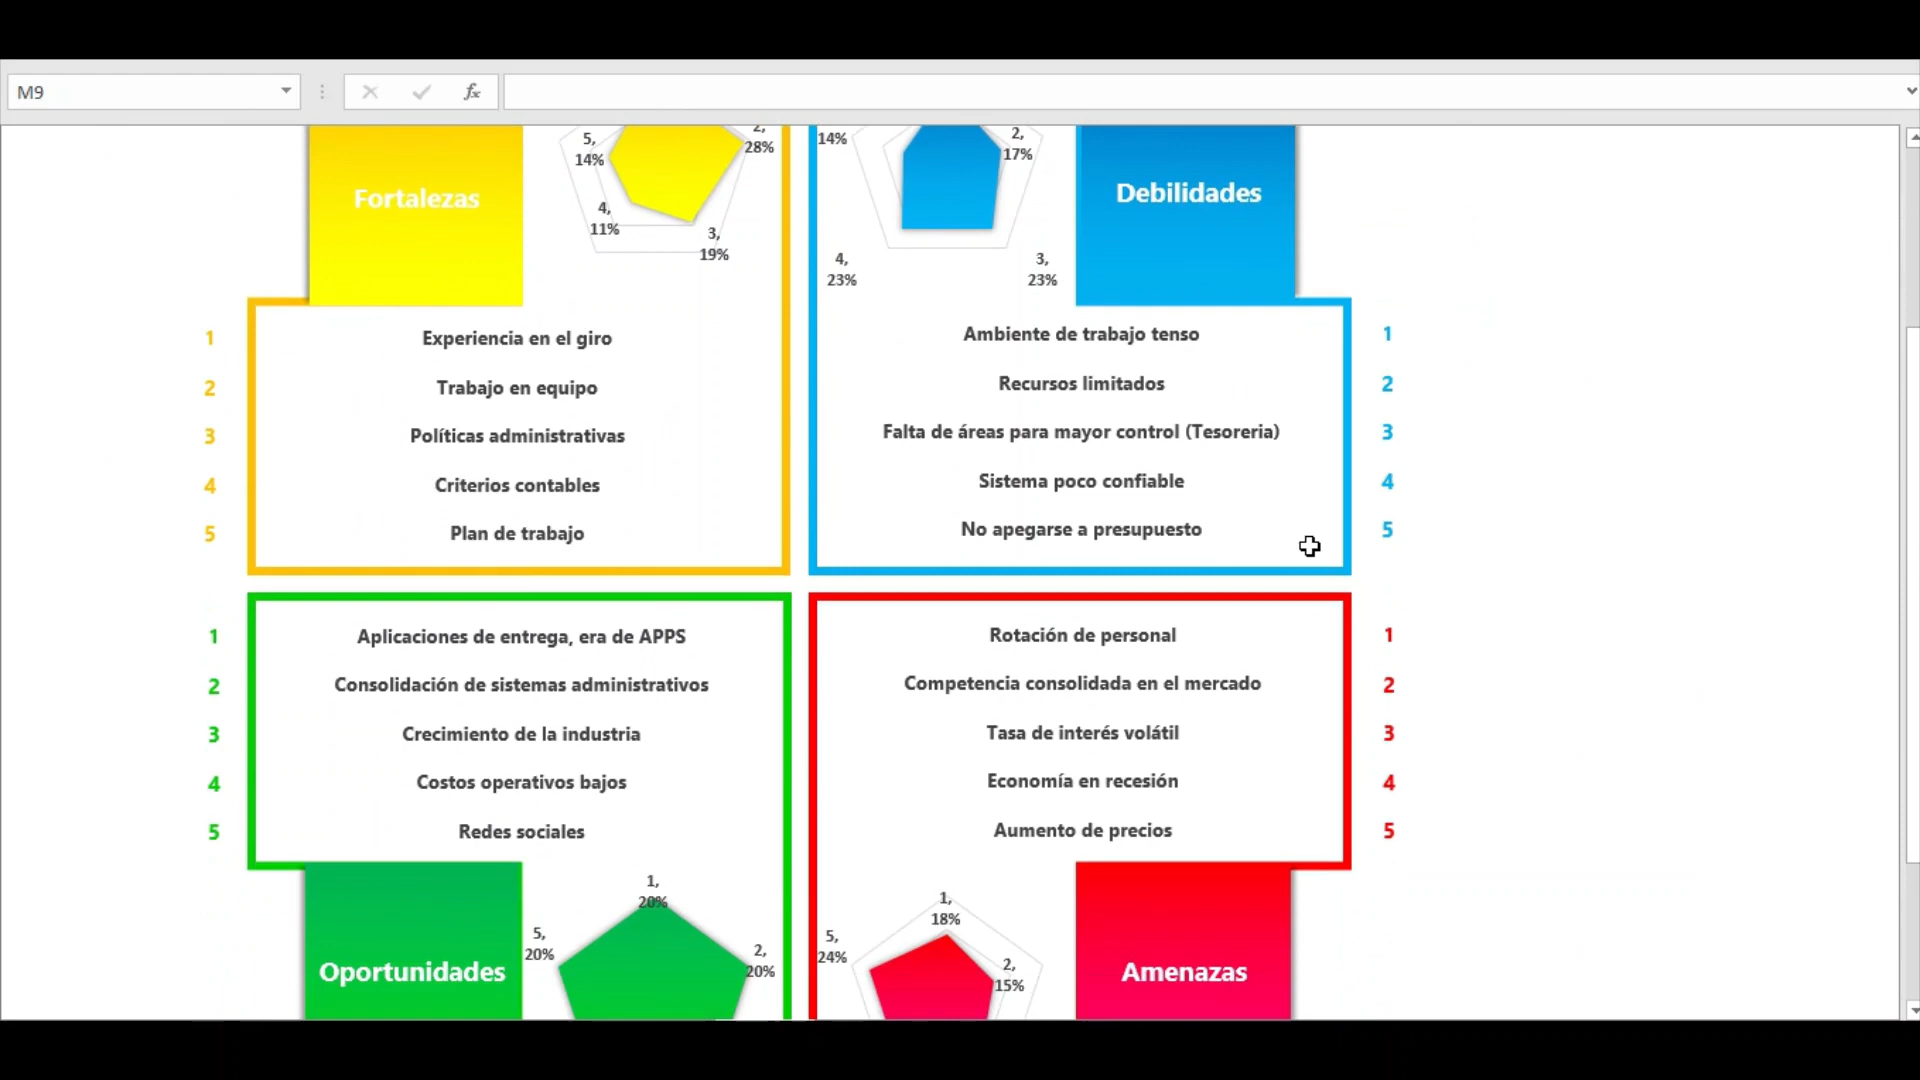 M9
fx
5,
14%
2,
28%
4,
11%
3,
19%
Fortalezas
14%
2,
17%
4,
23%
3,
23%
Debilidades
1 Experiencia en el giro
2 Trabajo en equipo
3 Políticas administrativas
4 Criterios contables
5 Plan de trabajo
Ambiente de trabajo tenso 1
Recursos limitados 2
Falta de áreas para mayor control (Tesoreria) 3
Sistema poco confiable 4
No apegarse a presupuesto 5
1 Aplicaciones de entrega, era de APPS
2 Consolidación de sistemas administrativos
3 Crecimiento de la industria
4 Costos operativos bajos
5 Redes sociales
Rotación de personal 1
Competencia consolidada en el mercado 2
Tasa de interés volátil 3
Economía en recesión 4
Aumento de precios 5
Oportunidades
1,
20%
5,
20%
2,
20%
1,
18%
5,
24%
2,
15%
Amenazas